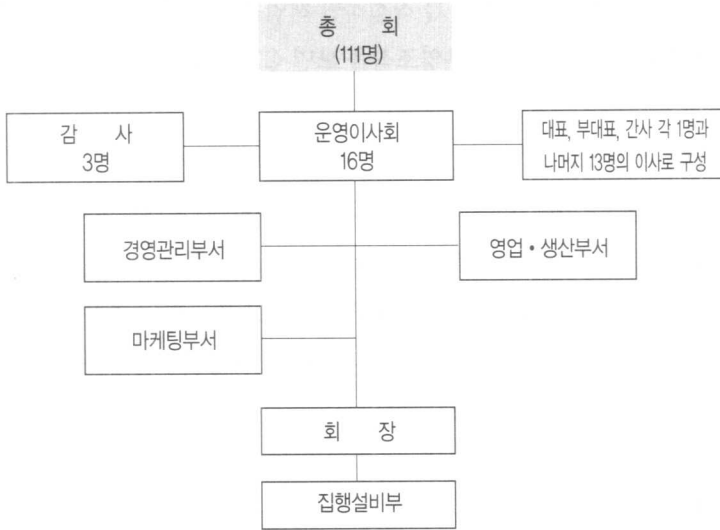 총 회
(111명)
감 사
3명
운영이사회
16명
대표, 부대표, 간사 각 1명과
나머지 13명의 이사로 구성
경영관리부서
영업・생산부서
마케팅부서
회 장
집행설비부